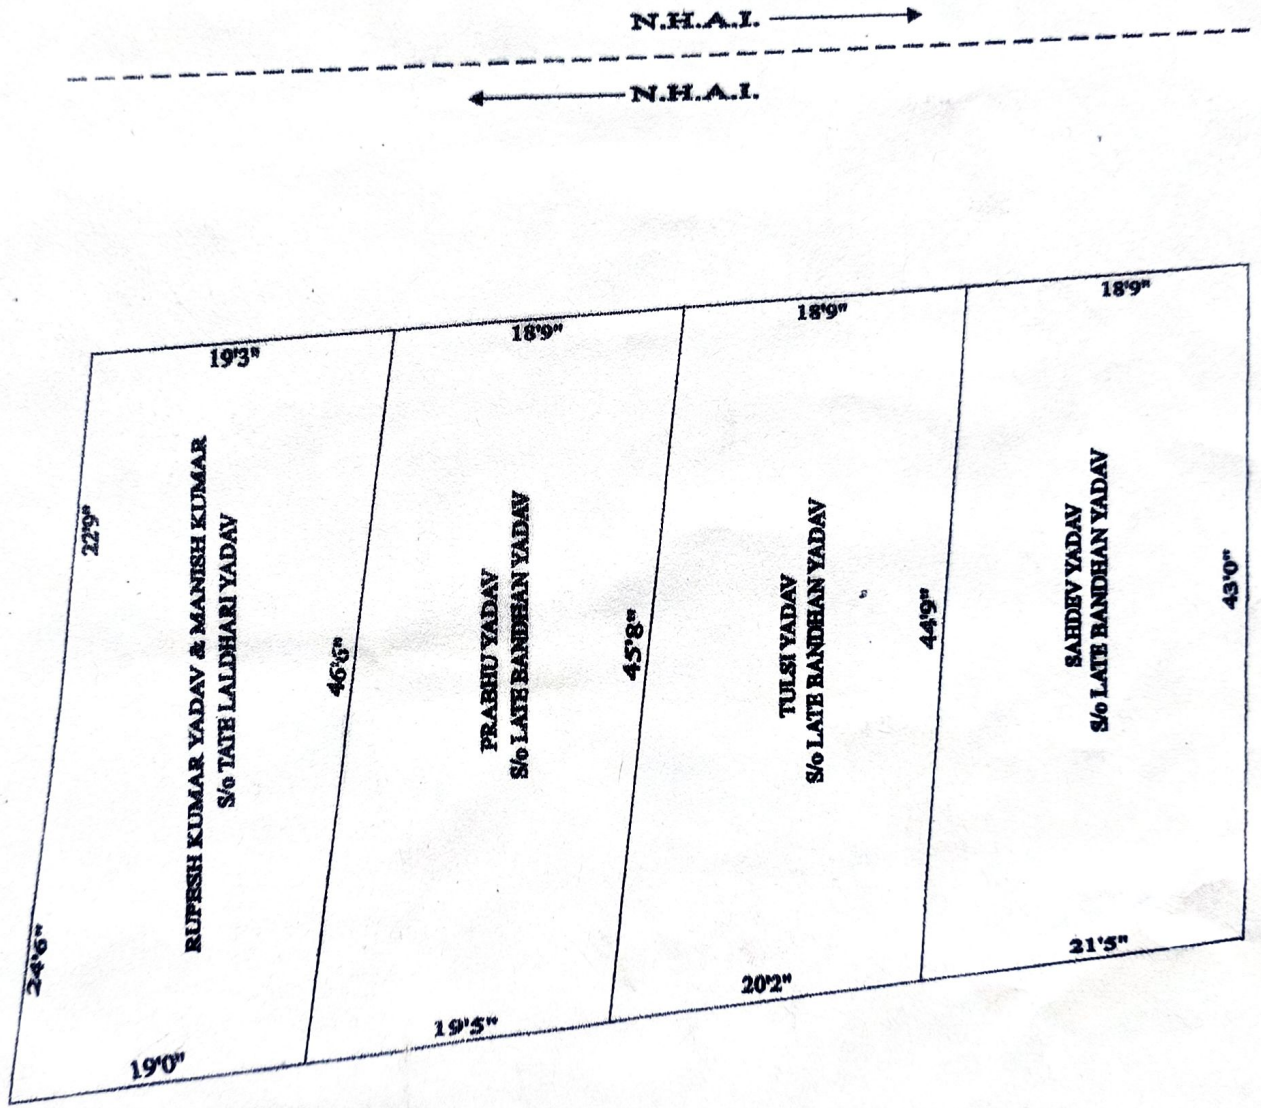 N.H.A.I.
N.H.A.I.
19'3"
18'9"
18'9"
18'9"
22'9"
24'6"
RUPESH KUMAR YADAV & MANISH KUMAR
S/o TATE LALDHARI YADAV
46'6"
PRABHU YADAV
S/o LATE BANDHAN YADAV
45'8"
TULSI YADAV
S/o LATE BANDHAN YADAV
44'9"
SAHDEV YADAV
S/o LATE BANDHAN YADAV
43'0"
19'0"
19'5"
20'2"
21'5"